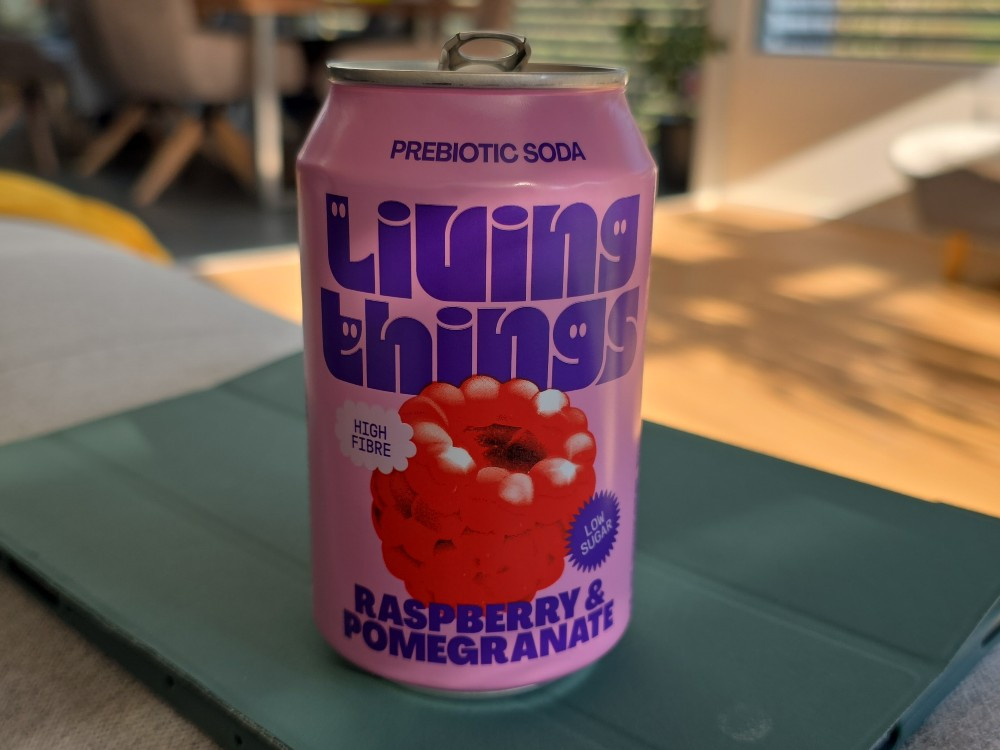 PREBIOTIC SODA
Living
things
HIGH
FIBRE
LOW
SUGAR
RASPBERRY &
POMEGRANATE